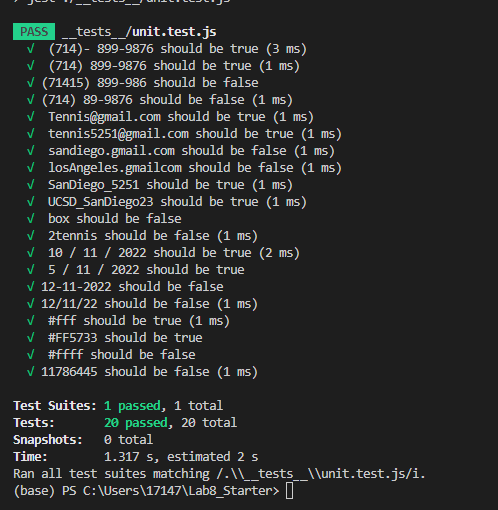 > jest ./__tests__/unit.test.js
PASS __tests__/unit.test.js
√ (714)- 899-9876 should be true (3 ms)
√ (714) 899-9876 should be true (1 ms)
√ (71415) 899-986 should be false
√ (714) 89-9876 should be false (1 ms)
√ Tennis@gmail.com should be true (1 ms)
√ tennis5251@gmail.com should be true (1 ms)
√ sandiego.gmail.com should be false (1 ms)
√ losAngeles.gmailcom should be false (1 ms)
√ SanDiego_5251 should be true (1 ms)
√ UCSD_SanDiego23 should be true (1 ms)
√ box should be false
√ 2tennis should be false (1 ms)
√ 10 / 11 / 2022 should be true (2 ms)
√ 5 / 11 / 2022 should be true
√ 12-11-2022 should be false
√ 12/11/22 should be false (1 ms)
√ #fff should be true (1 ms)
√ #FF5733 should be true
√ #ffff should be false
√ 11786445 should be false (1 ms)
Test Suites: 1 passed, 1 total
Tests: 20 passed, 20 total
Snapshots: 0 total
Time: 1.317 s, estimated 2 s
Ran all test suites matching /.\\__tests__\\unit.test.js/i.
(base) PS C:\Users\17147\Lab8_Starter>